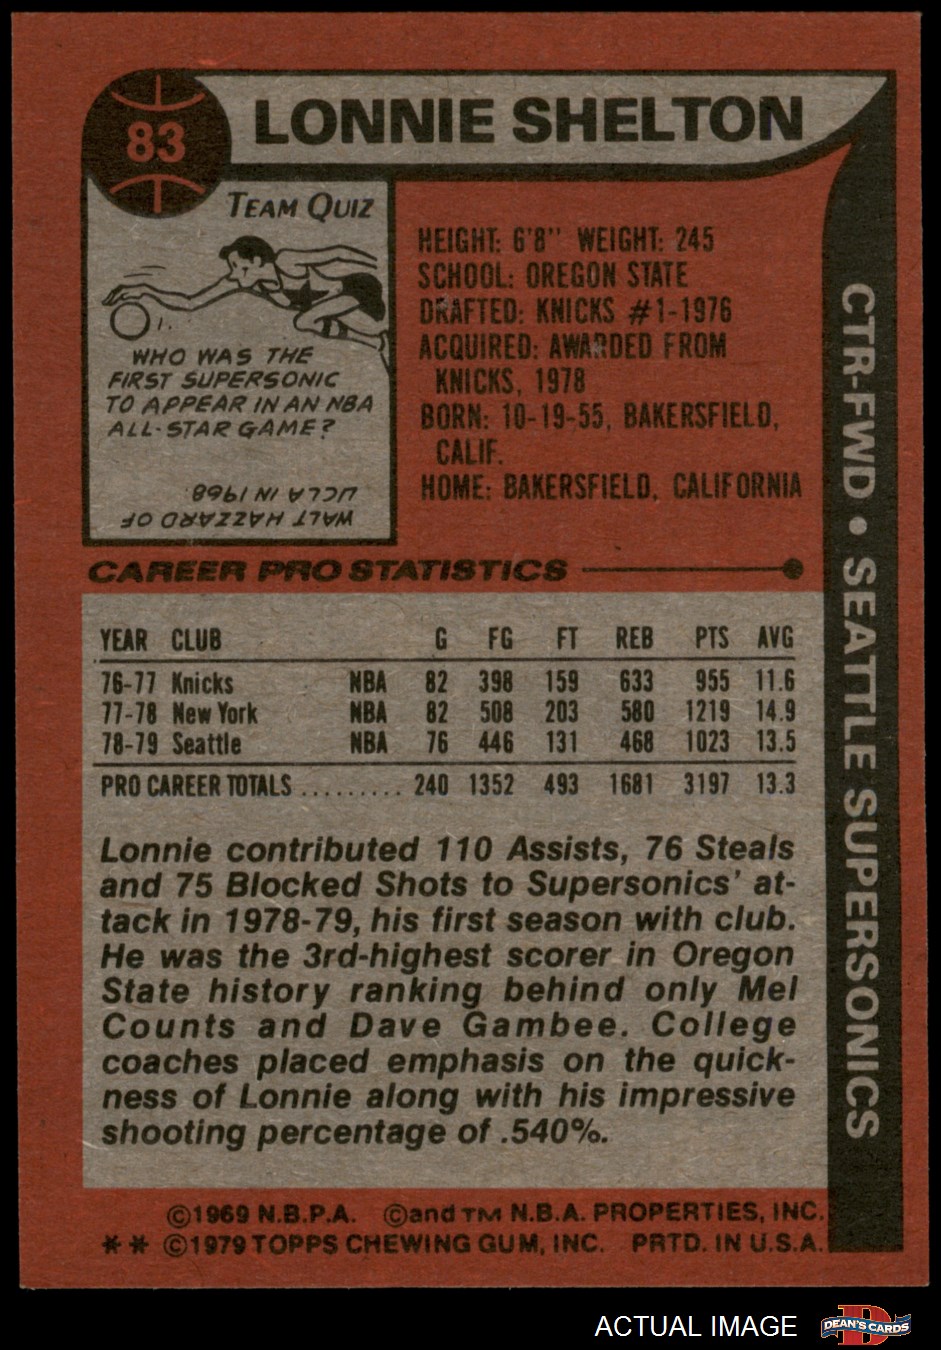 83
LONNIE SHELTON
TEAM QUIZ
WHO WAS THE
FIRST SUPERSONIC
TO APPEAR IN AN NBA
ALL-STAR GAME?
WALT HAZZARD OF
UCLA IN 1968.
HEIGHT: 6'8" WEIGHT: 245
SCHOOL: OREGON STATE
DRAFTED: KNICKS #1-1976
ACQUIRED: AWARDED FROM
KNICKS, 1978
BORN: 10-19-55, BAKERSFIELD,
CALIF.
HOME: BAKERSFIELD, CALIFORNIA
CTR-FWD • SEATTLE SUPERSONICS
CAREER PRO STATISTICS
YEAR CLUB G FG FT REB PTS AVG
76-77 Knicks NBA 82 398 159 633 955 11.6
77-78 New York NBA 82 508 203 580 1219 14.9
78-79 Seattle NBA 76 446 131 468 1023 13.5
PRO CAREER TOTALS ......... 240 1352 493 1681 3197 13.3
Lonnie contributed 110 Assists, 76 Steals
and 75 Blocked Shots to Supersonics' at-
tack in 1978-79, his first season with club.
He was the 3rd-highest scorer in Oregon
State history ranking behind only Mel
Counts and Dave Gambee. College
coaches placed emphasis on the quick-
ness of Lonnie along with his impressive
shooting percentage of .540%.
©1969 N.B.P.A. ©and TM N.B.A. PROPERTIES, INC.
** ©1979 TOPPS CHEWING GUM, INC. PRTD. IN U.S.A.
ACTUAL IMAGE
D
DEAN'S CARDS